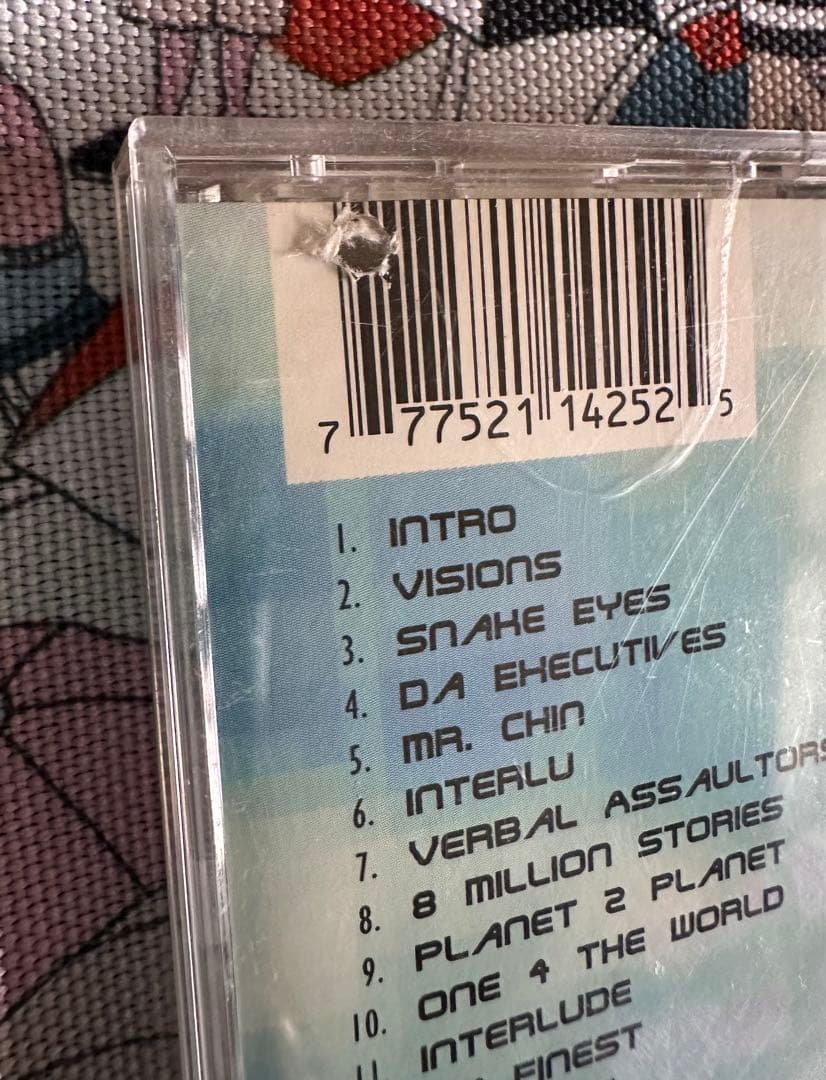 7 77521 14252 5
1. INTRO
2. VISIONS
3. SNAKE EYES
4. DA EXECUTIVES
5. MR. CHIN
6. INTERLU
7. VERBAL ASSAULTORS
8. 8 MILLION STORIES
9. PLANET 2 PLANET
10. ONE 4 THE WORLD
11 INTERLUDE
FINEST